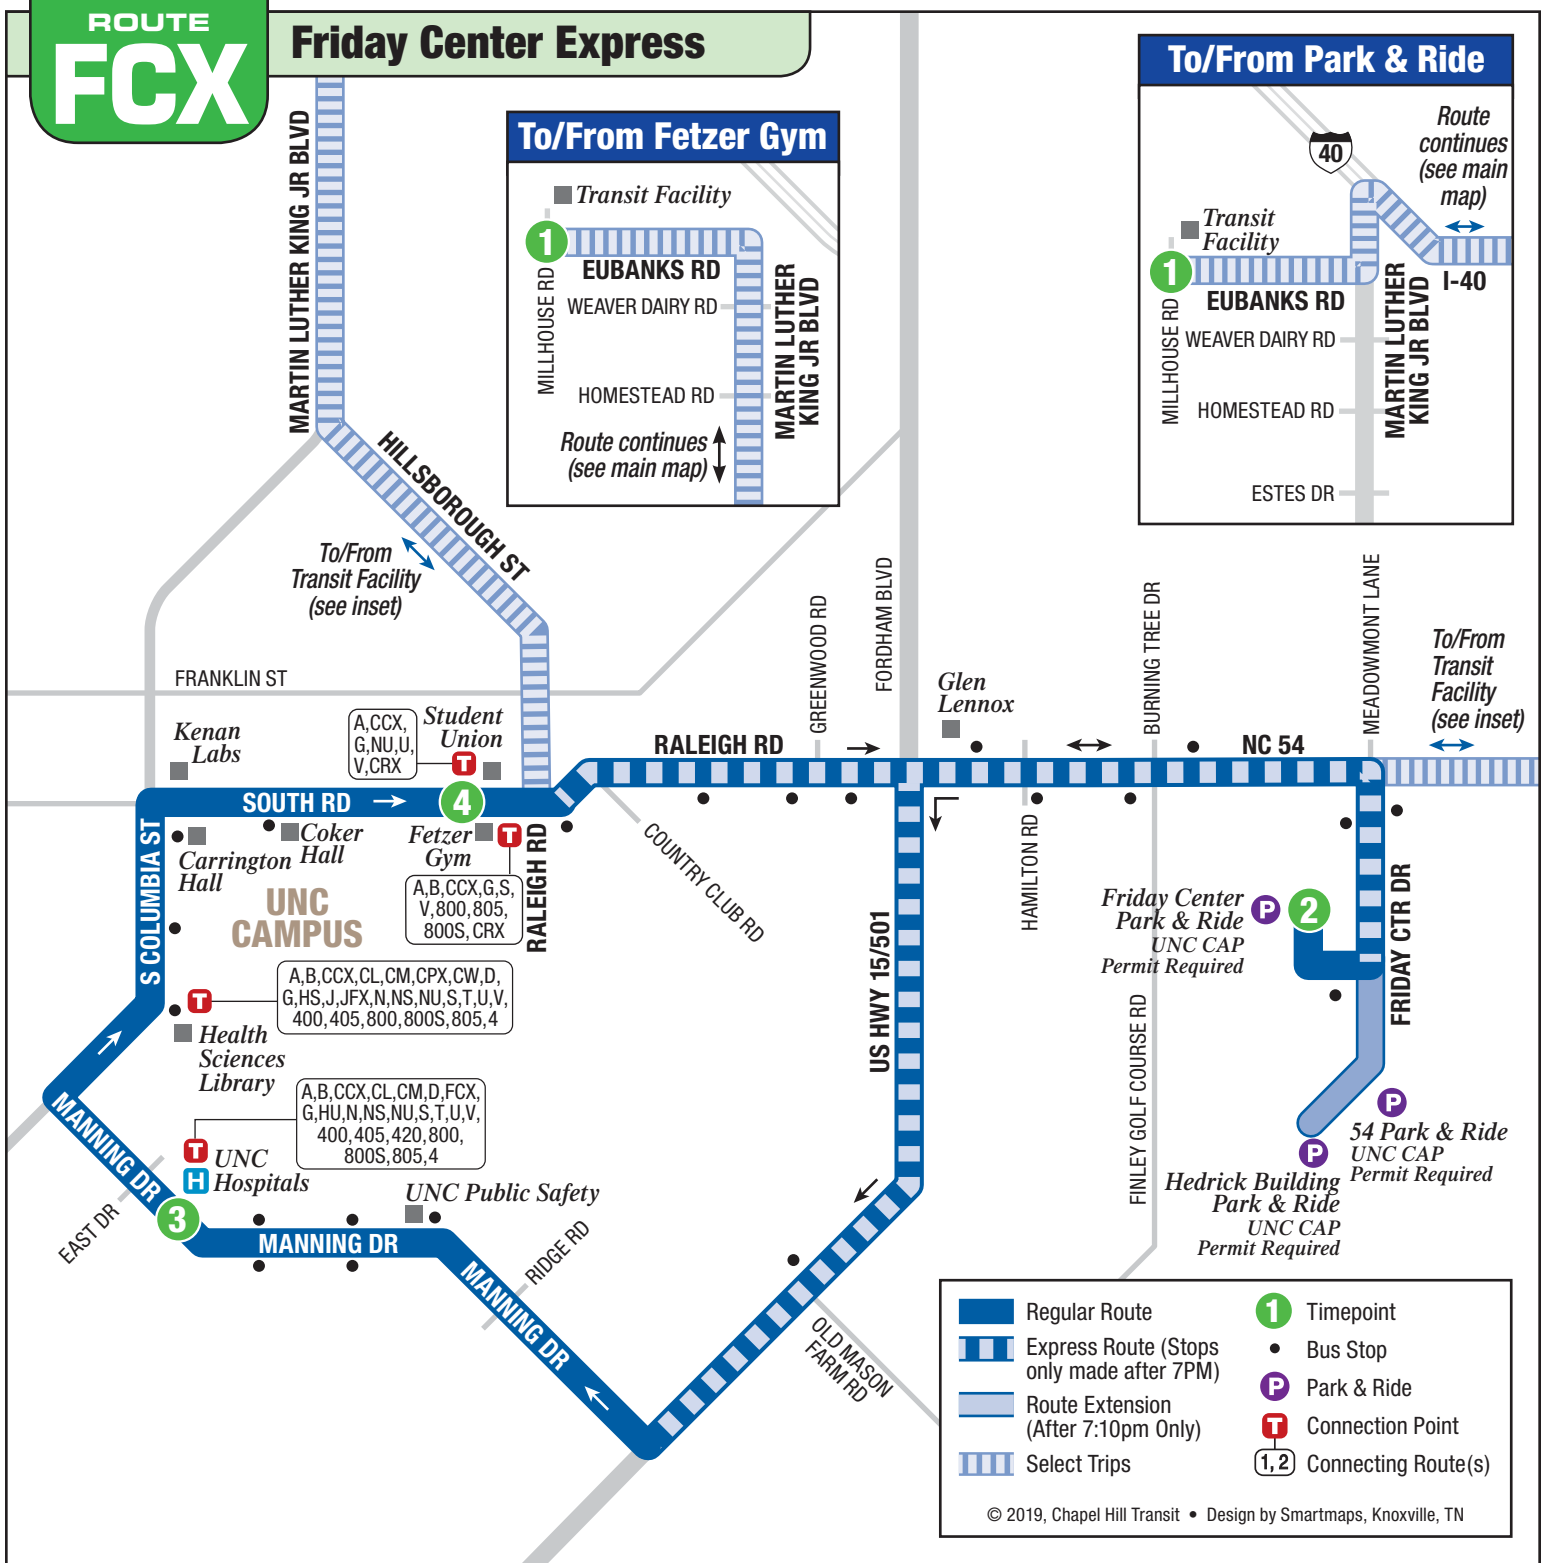 ROUTE
FCX
Friday Center Express
To/From Fetzer Gym
Transit Facility
1
EUBANKS RD
MILLHOUSE RD
WEAVER DAIRY RD
HOMESTEAD RD
MARTIN LUTHER
KING JR BLVD
Route continues
(see main map)
To/From Park & Ride
40
Route
continues
(see main
map)
Transit
Facility
1
I-40
EUBANKS RD
MILLHOUSE RD
WEAVER DAIRY RD
HOMESTEAD RD
MARTIN LUTHER
KING JR BLVD
ESTES DR
MARTIN LUTHER KING JR BLVD
HILLSBOROUGH ST
To/From
Transit Facility
(see inset)
FRANKLIN ST
Kenan
Labs
A,CCX,
G,NU,U,
V,CRX
Student
Union
T
SOUTH RD
4
RALEIGH RD
GREENWOOD RD
FORDHAM BLVD
Glen
Lennox
BURNING TREE DR
NC 54
MEADOWMONT LANE
To/From
Transit
Facility
(see inset)
Carrington
Hall
Coker
Hall
Fetzer
Gym
T
A,B,CCX,G,S,
V,800,805,
800S, CRX
RALEIGH RD
COUNTRY CLUB RD
UNC
CAMPUS
S COLUMBIA ST
T
A,B,CCX,CL,CM,CPX,CW,D,
G,HS,J,JFX,N,NS,NU,S,T,U,V,
400,405,800,800S,805,4
Health
Sciences
Library
A,B,CCX,CL,CM,D,FCX,
G,HU,N,NS,NU,S,T,U,V,
400,405,420,800,
800S,805,4
T
H
UNC
Hospitals
MANNING DR
EAST DR
3
MANNING DR
UNC Public Safety
RIDGE RD
MANNING DR
US HWY 15/501
OLD MASON
FARM RD
HAMILTON RD
FINLEY GOLF COURSE RD
Friday Center
Park & Ride
UNC CAP
Permit Required
P
2
FRIDAY CTR DR
P
54 Park & Ride
UNC CAP
Permit Required
P
Hedrick Building
Park & Ride
UNC CAP
Permit Required
Regular Route
Express Route (Stops
only made after 7PM)
Route Extension
(After 7:10pm Only)
Select Trips
1 Timepoint
Bus Stop
P Park & Ride
T Connection Point
1, 2 Connecting Route(s)
© 2019, Chapel Hill Transit • Design by Smartmaps, Knoxville, TN